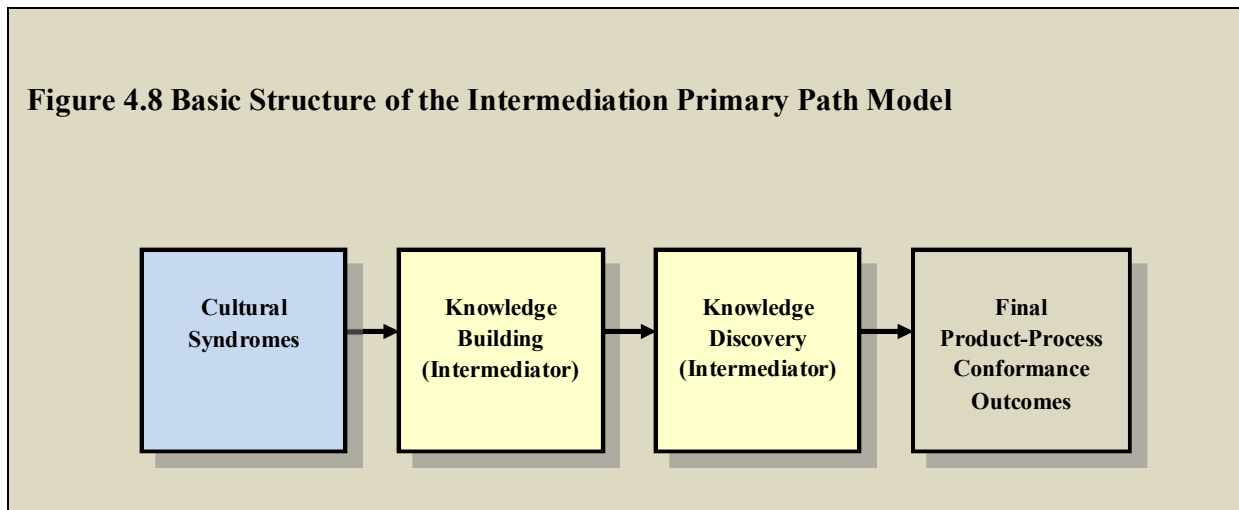 Figure 4.8 Basic Structure of the Intermediation Primary Path Model
Cultural
Syndromes
Knowledge
Building
(Intermediator)
Knowledge
Discovery
(Intermediator)
Final
Product-Process
Conformance
Outcomes